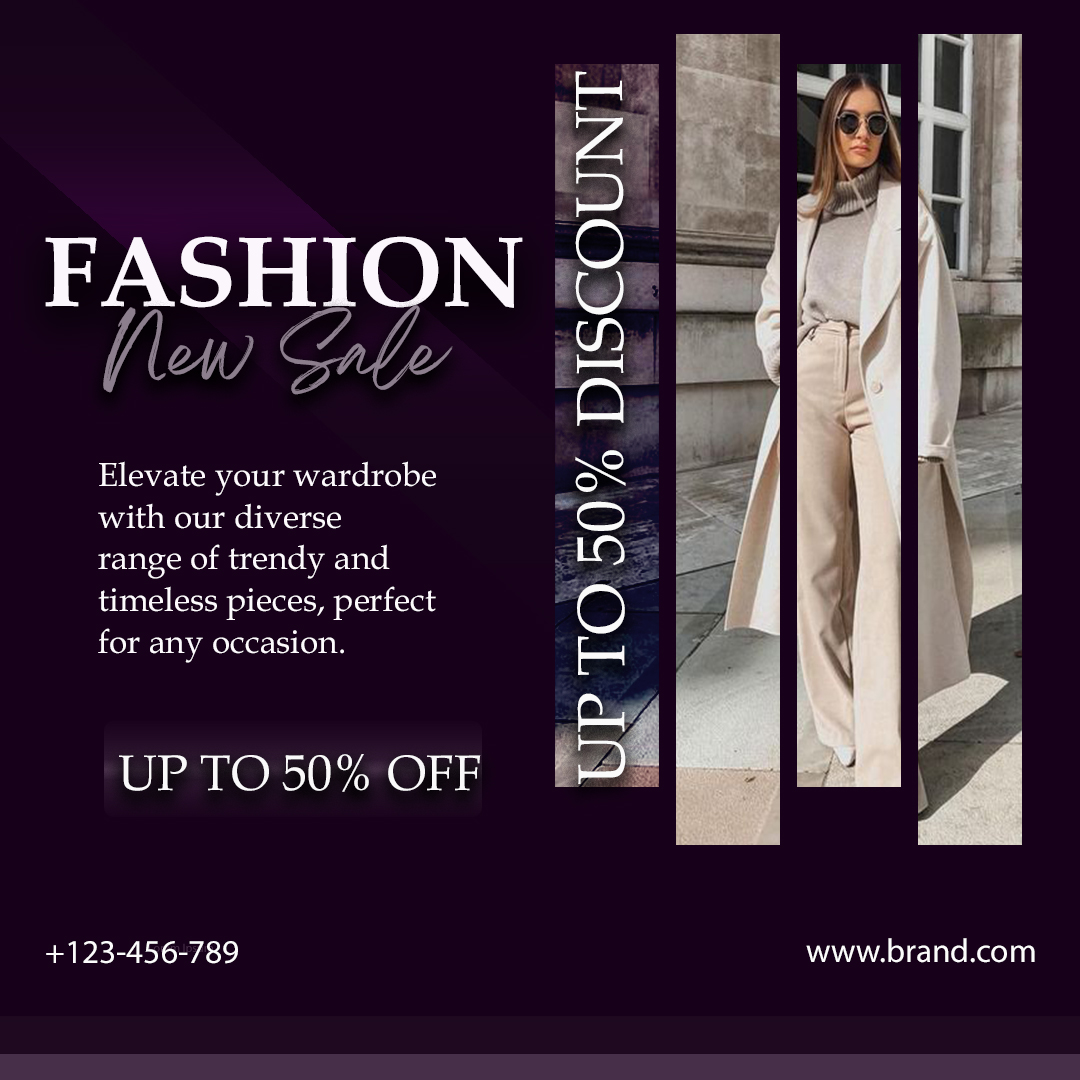 FASHION
New Sale
Elevate your wardrobe
with our diverse
range of trendy and
timeless pieces, perfect
for any occasion.
UP TO 50% OFF
UP TO 50% DISCOUNT
+123-456-789
www.brand.com